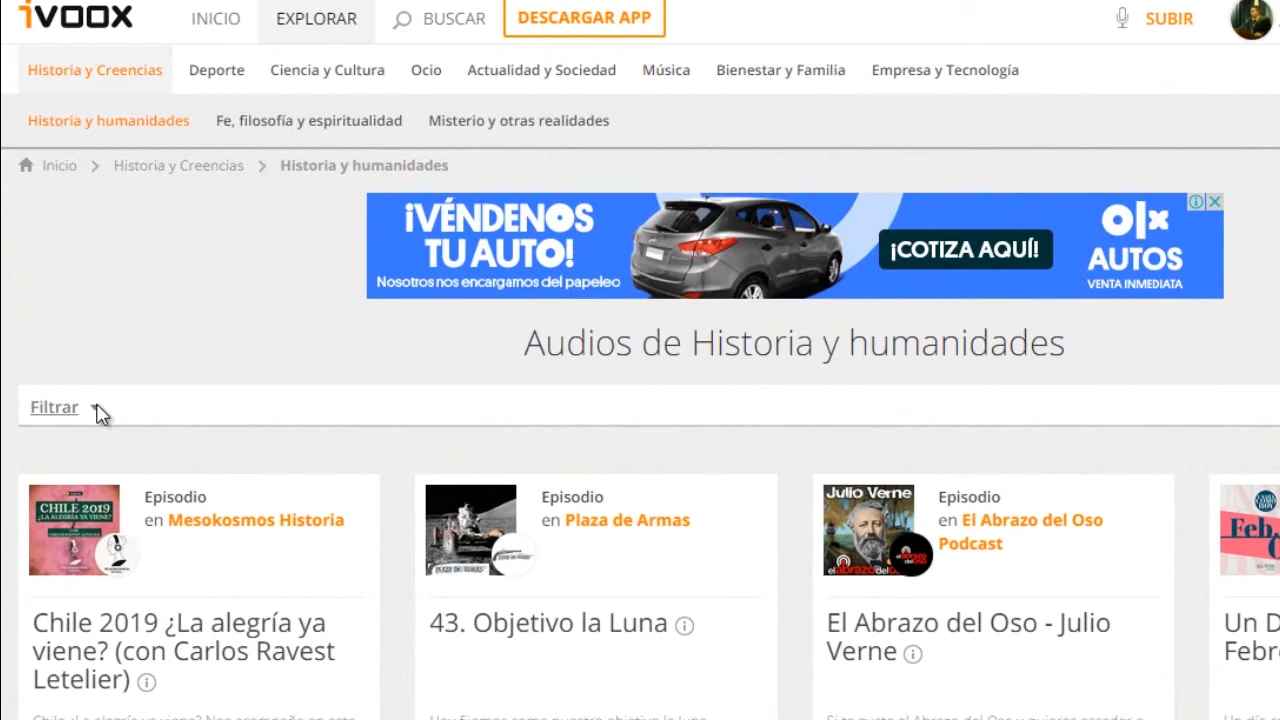 iVOOX INICIO EXPLORAR BUSCAR DESCARGAR APP SUBIR
Historia y Creencias Deporte Ciencia y Cultura Ocio Actualidad y Sociedad Música Bienestar y Familia Empresa y Tecnología
Historia y humanidades Fe, filosofía y espiritualidad Misterio y otras realidades
Inicio Historia y Creencias Historia y humanidades
¡VÉNDENOS
TU AUTO!
Nosotros nos encargamos del papeleo
¡COTIZA AQUÍ!
olx
AUTOS
VENTA INMEDIATA
Audios de Historia y humanidades
Filtrar
CHILE 2019
¿LA ALEGRÍA YA
VIENE?
Episodio
en Mesokosmos Historia
Chile 2019 ¿La alegría ya
viene? (con Carlos Ravest
Letelier)
PLAZA DE ARMAS
Episodio
en Plaza de Armas
43. Objetivo la Luna
Julio Verne
Episodio
en El Abrazo del Oso
Podcast
El Abrazo del Oso - Julio
Verne
Feb.
Un D
Febre